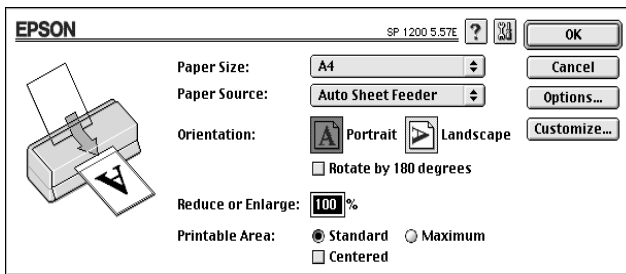 EPSON
SP 1200 5.57E
?
OK
Paper Size: A4
Cancel
Paper Source: Auto Sheet Feeder
Options...
Orientation: A Portrait A Landscape
Customize...
Rotate by 180 degrees
A
Reduce or Enlarge: 100 %
Printable Area: Standard Maximum
Centered